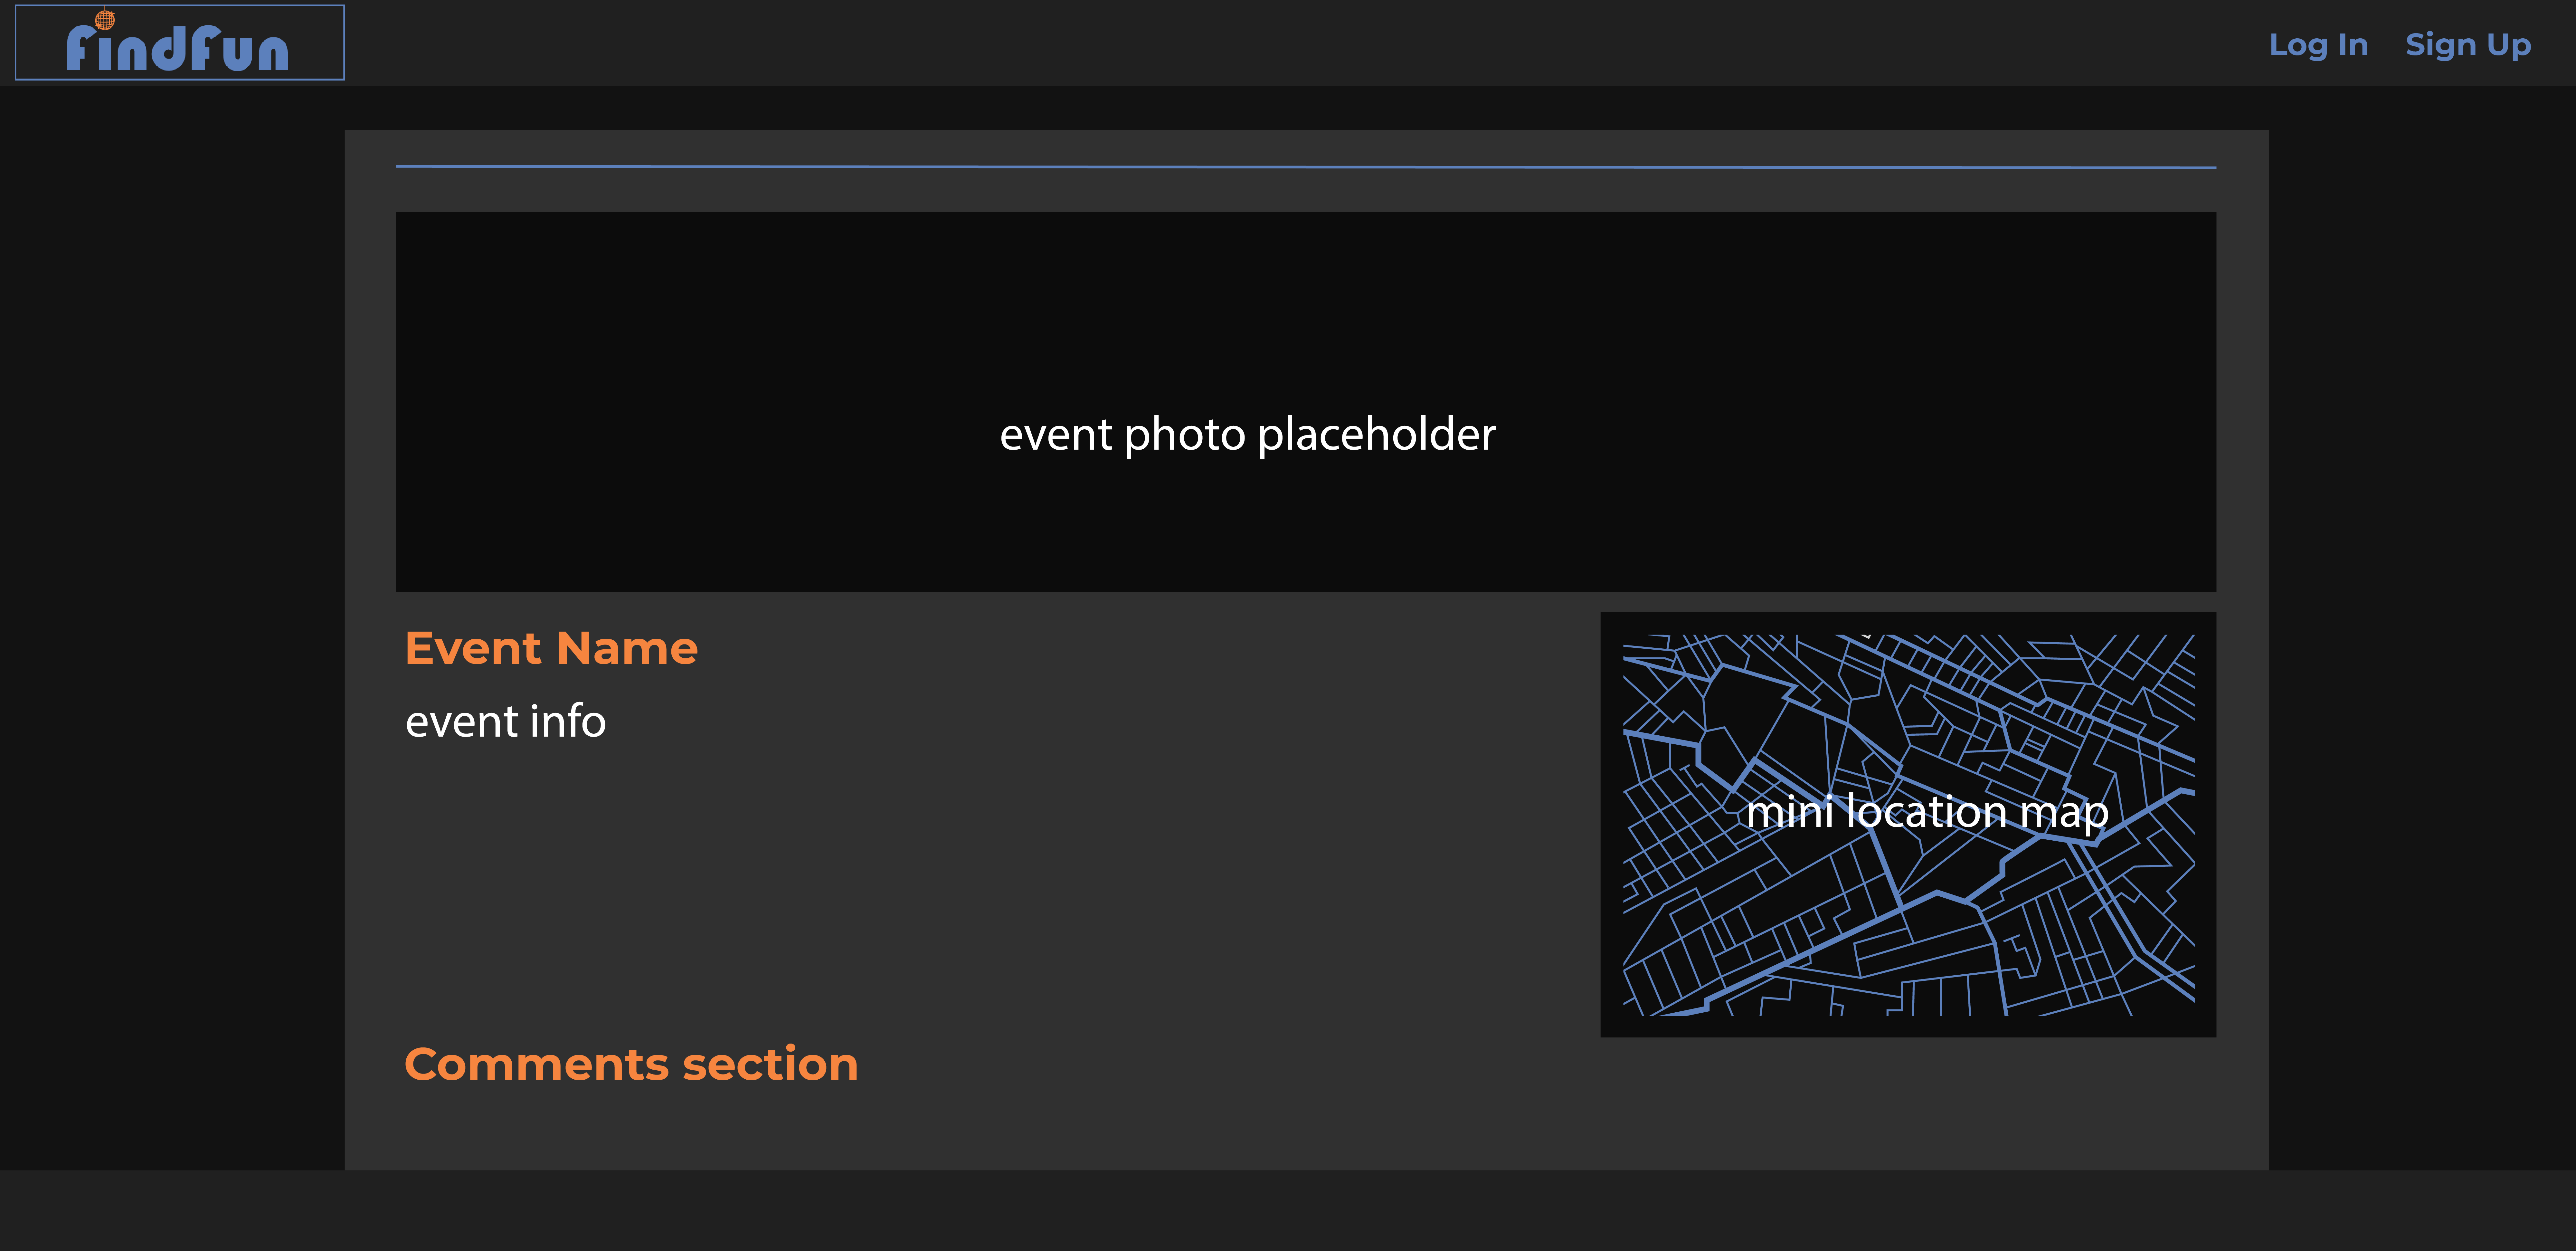 findfun
Log In Sign Up
event photo placeholder
Event Name
event info
mini location map
Comments section